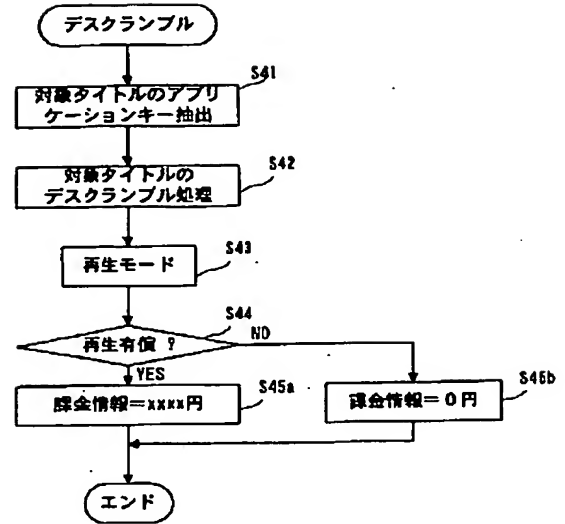 デスクランブル
S41
対象タイトルのアプリ
ケーションキー抽出
S42
対象タイトルの
デスクランブル処理
S43
再生モード
S44
再生有償 ?
NO
YES
S45a
課金情報=xxxx円
S45b
課金情報=0円
エンド